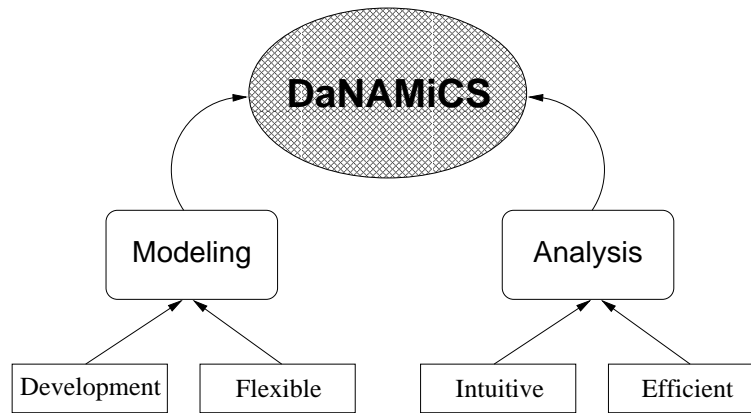 DaNAMiCS
Modeling
Analysis
Development
Flexible
Intuitive
Efficient